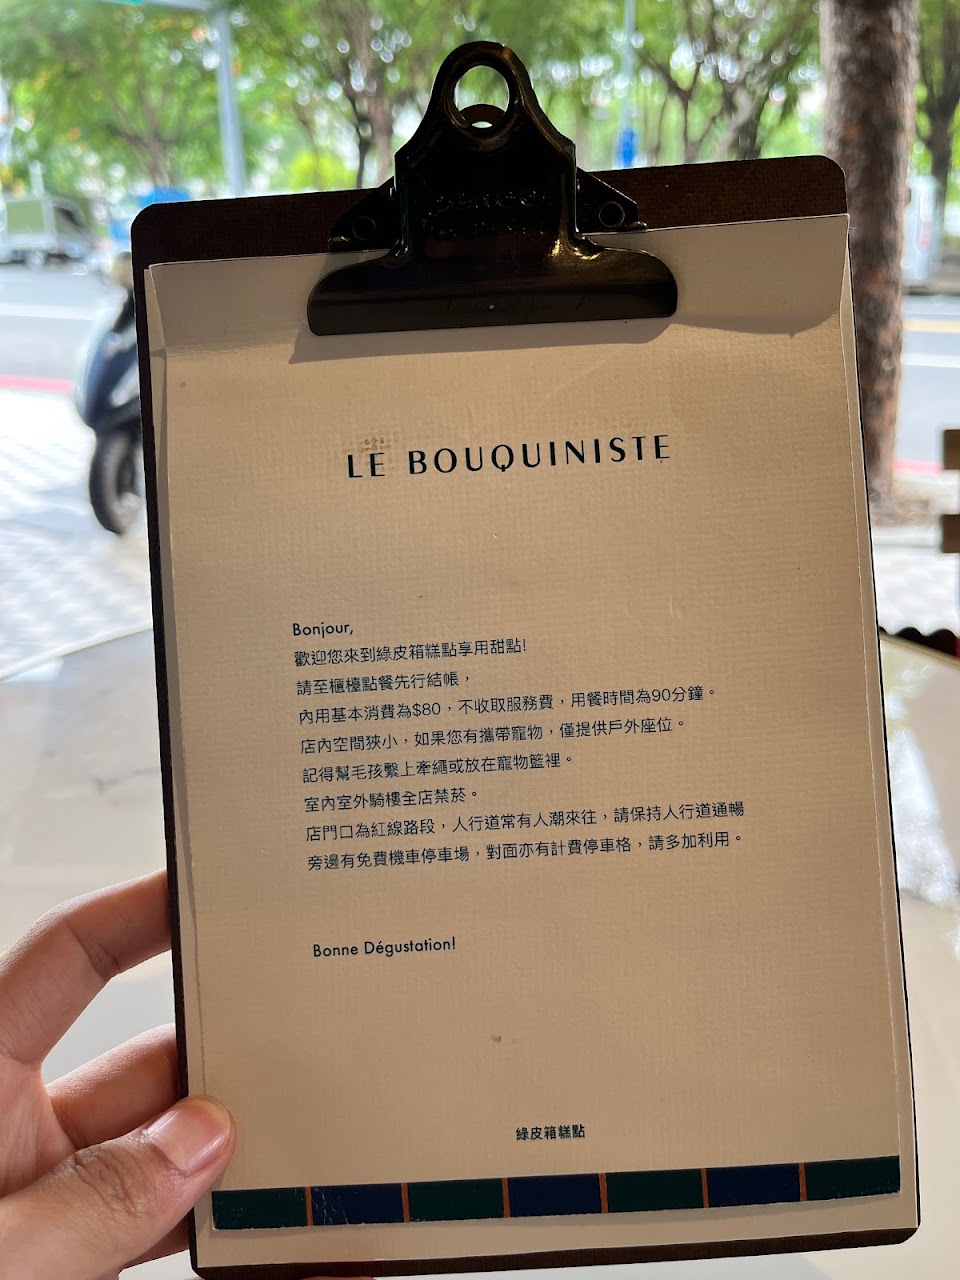 LE BOUQUINISTE
Bonjour,
歡迎您來到綠皮箱糕點享用甜點!
請至櫃檯點餐先行結帳，
內用基本消費為$80，不收取服務費，用餐時間為90分鐘。
店內空間狹小，如果您有攜帶寵物，僅提供戶外座位。
記得幫毛孩繫上牽繩或放在寵物籃裡。
室內室外騎樓全店禁菸。
店門口為紅線路段，人行道常有人潮來往，請保持人行道通暢
旁邊有免費機車停車場，對面亦有計費停車格，請多加利用。
Bonne Dégustation!
綠皮箱糕點